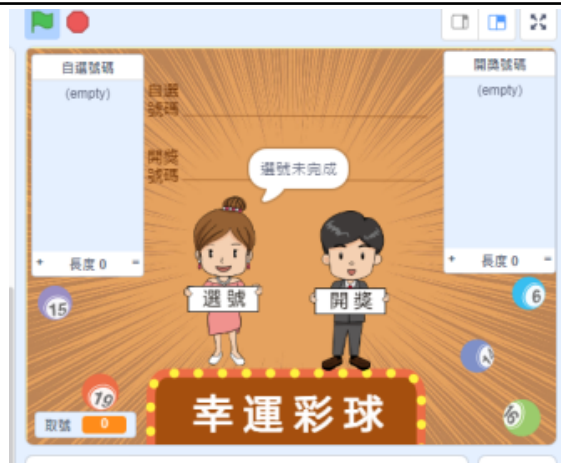 自選號碼
(empty)
+ 長度 0 =
開獎號碼
(empty)
+ 長度 0 =
自選
號碼
開獎
號碼
選號未完成
選號
開獎
15
6
19
16
取號 0
幸運彩球